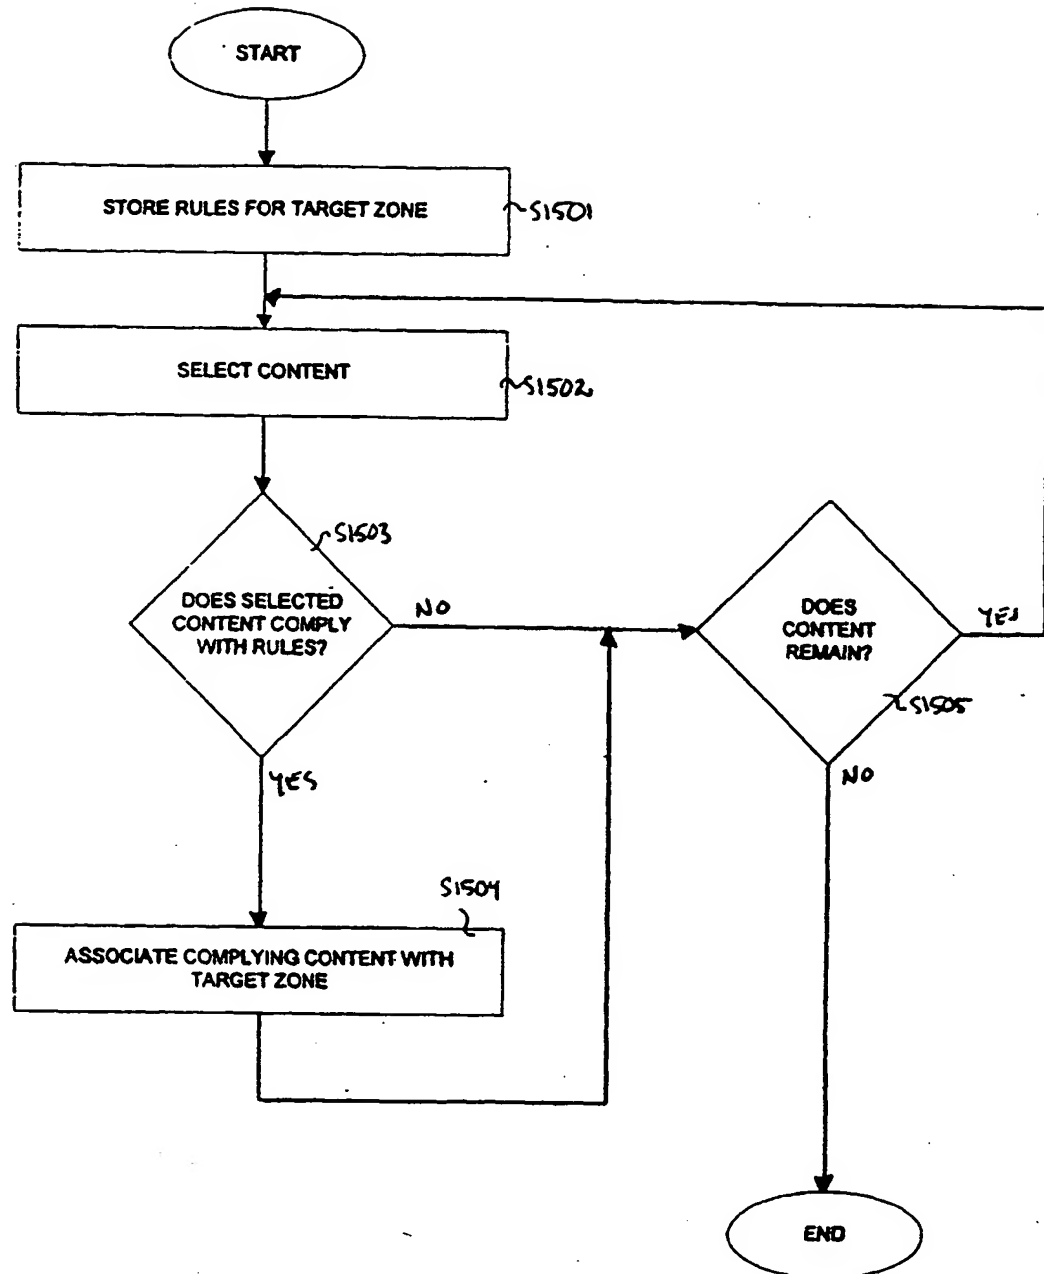 START
STORE RULES FOR TARGET ZONE
S1501
SELECT CONTENT
S1502
S1503
DOES SELECTED
CONTENT COMPLY
WITH RULES?
NO
DOES
CONTENT
REMAIN?
YES
S1505
YES
NO
S1504
ASSOCIATE COMPLYING CONTENT WITH
TARGET ZONE
END